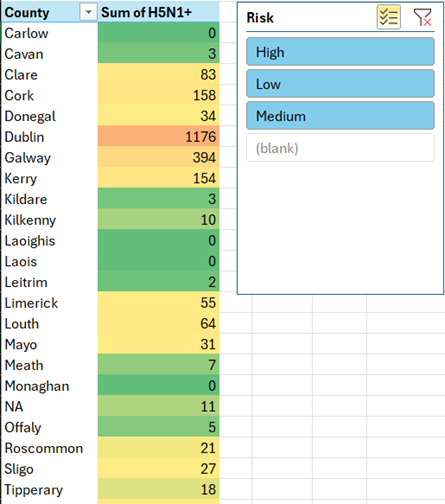 County Sum of H5N1+
Carlow 0
Cavan 3
Clare 83
Cork 158
Donegal 34
Dublin 1176
Galway 394
Kerry 154
Kildare 3
Kilkenny 10
Laoighis 0
Laois 0
Leitrim 2
Limerick 55
Louth 64
Mayo 31
Meath 7
Monaghan 0
NA 11
Offaly 5
Roscommon 21
Sligo 27
Tipperary 18
Risk
High
Low
Medium
(blank)